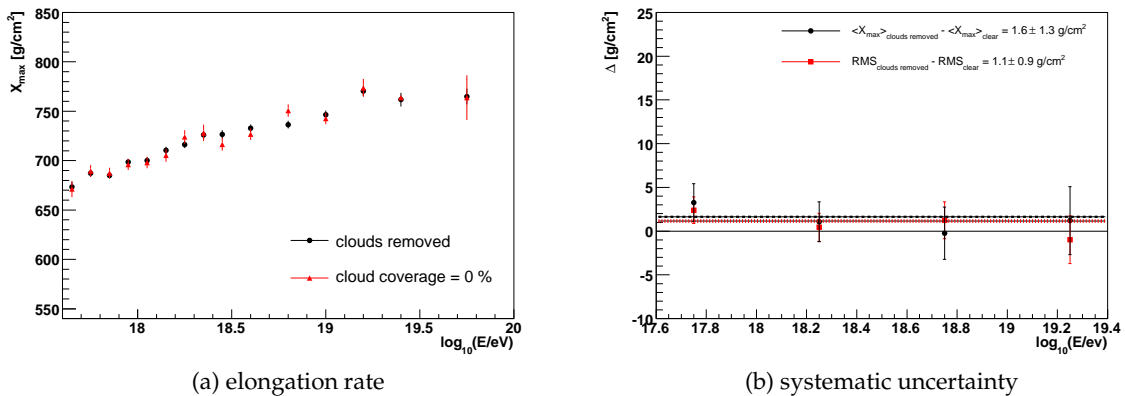 X_max [g/cm²]
850
800
750
700
650
600
550
clouds removed
cloud coverage = 0 %
18 18.5 19 19.5 20
log₁₀(E/eV)
(a) elongation rate
Δ [g/cm²]
25
20
15
10
5
0
-5
-10
<X_max>_clouds removed - <X_max>_clear = 1.6± 1.3 g/cm²
RMS_clouds removed - RMS_clear = 1.1± 0.9 g/cm²
17.6 17.8 18 18.2 18.4 18.6 18.8 19 19.2 19.4
log₁₀(E/ev)
(b) systematic uncertainty